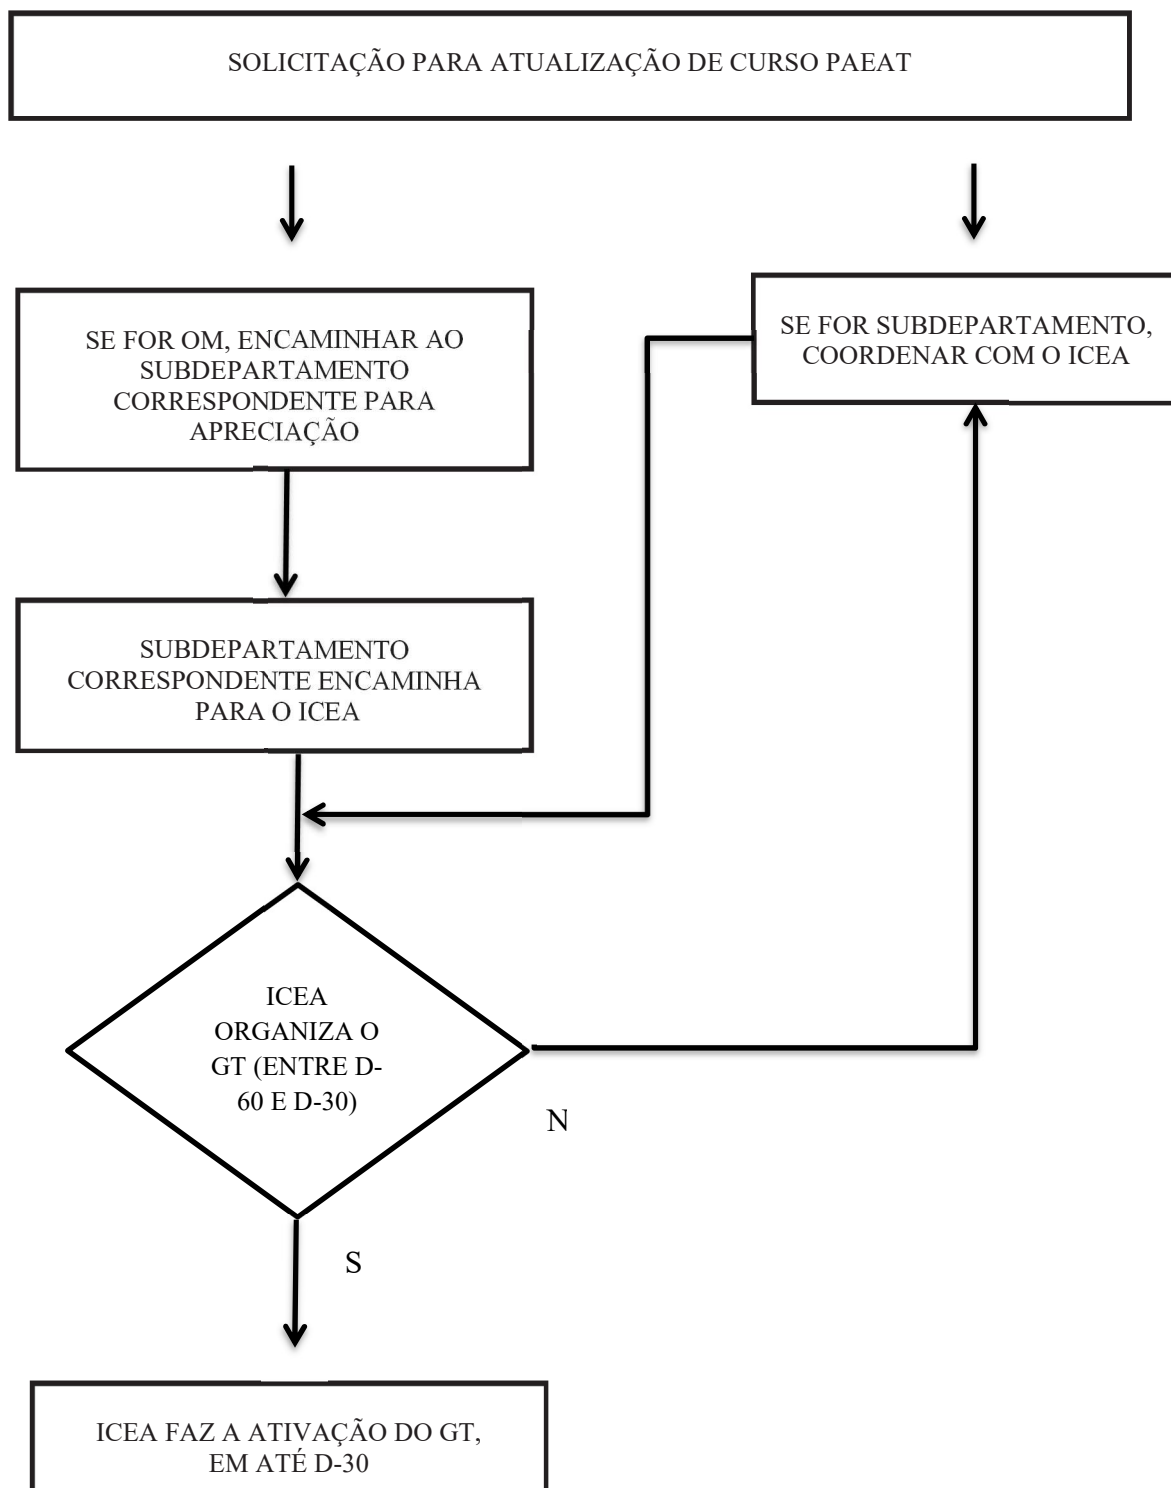 SOLICITAÇÃO PARA ATUALIZAÇÃO DE CURSO PAEAT
SE FOR OM, ENCAMINHAR AO
SUBDEPARTAMENTO
CORRESPONDENTE PARA
APRECIAÇÃO
SE FOR SUBDEPARTAMENTO,
COORDENAR COM O ICEA
SUBDEPARTAMENTO
CORRESPONDENTE ENCAMINHA
PARA O ICEA
ICEA
ORGANIZA O
GT (ENTRE D-
60 E D-30)
N
S
ICEA FAZ A ATIVAÇÃO DO GT,
EM ATÉ D-30